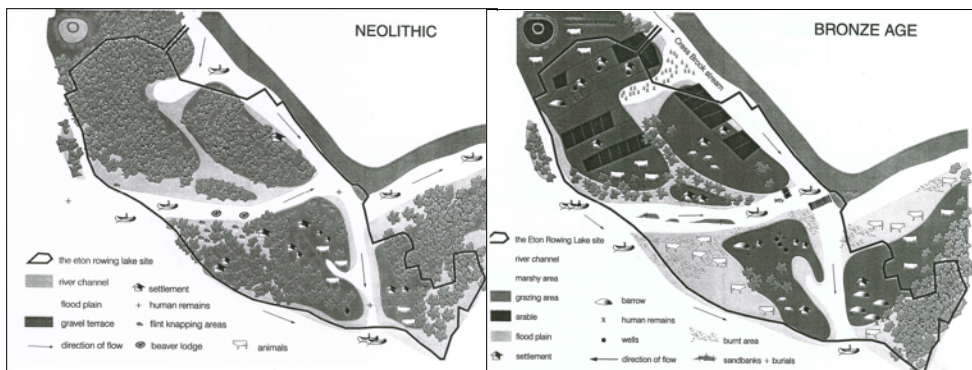 NEOLITHIC
the eton rowing lake site
river channel
flood plain
gravel terrace
direction of flow
settlement
human remains
flint knapping areas
beaver lodge
animals
BRONZE AGE
Cress Brook stream
jetty
the Eton Rowing Lake site
river channel
marshy area
grazing area
arable
flood plain
settlement
barrow
human remains
wells
direction of flow
burnt area
sandbanks + burials